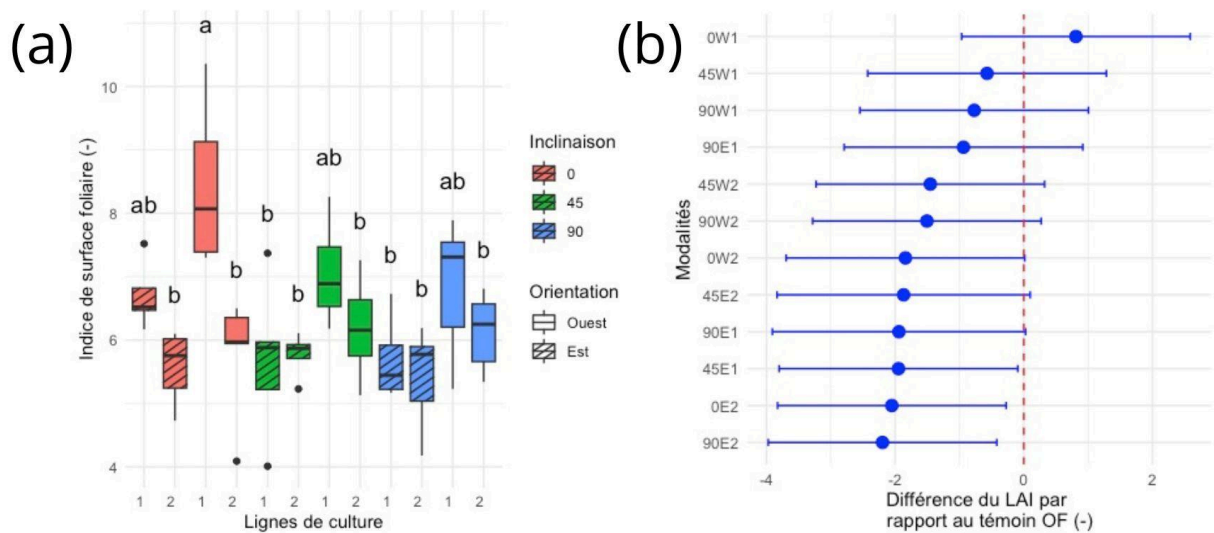 (a)
Indice de surface foliaire (-)
10
8
6
4
ab
b
a
b
b
b
ab
b
b
b
ab
b
1 2 1 2 1 2 1 2 1 2 1 2
Lignes de culture
Inclinaison
0
45
90
Orientation
Ouest
Est
(b)
Modalités
0W1
45W1
90W1
90E1
45W2
90W2
0W2
45E2
90E1
45E1
0E2
90E2
-4 -2 0 2
Différence du LAI par
rapport au témoin OF (-)